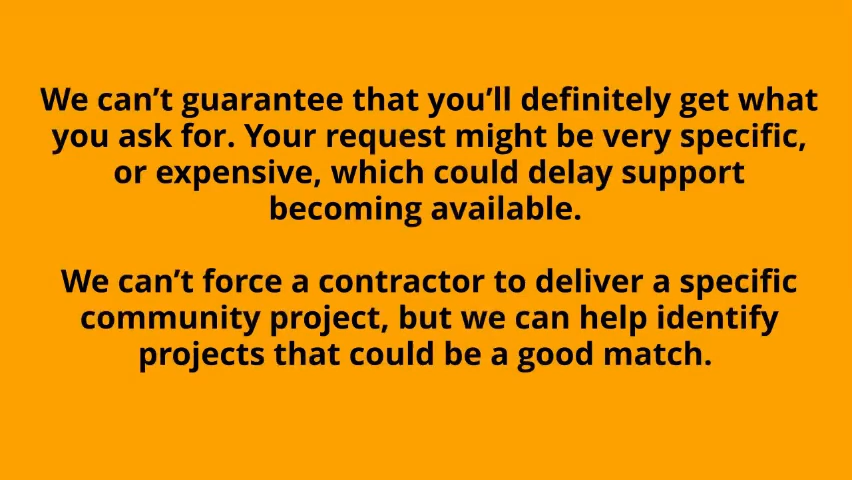 We can’t guarantee that you’ll definitely get what
you ask for. Your request might be very specific,
or expensive, which could delay support
becoming available.
We can’t force a contractor to deliver a specific
community project, but we can help identify
projects that could be a good match.